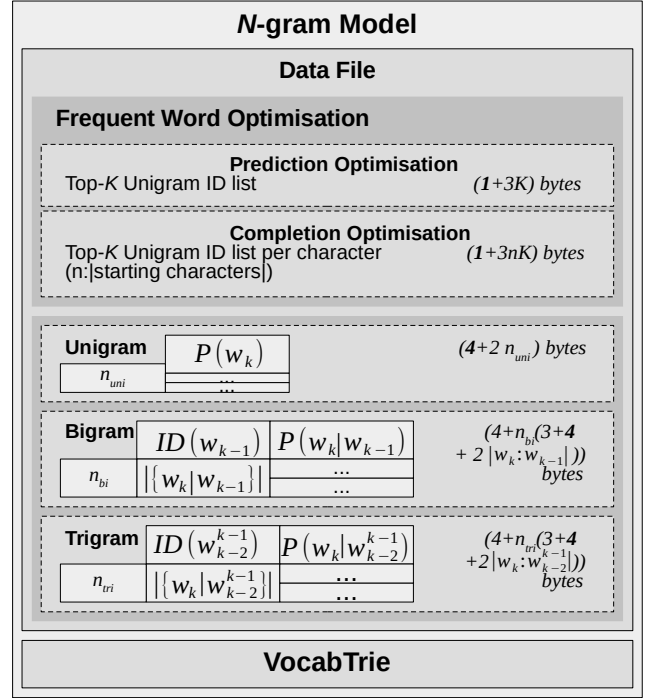 N-gram Model
Data File
Frequent Word Optimisation
Prediction Optimisation
Top-K Unigram ID list (1+3K) bytes
Completion Optimisation
Top-K Unigram ID list per character (1+3nK) bytes
(n:|starting characters|)
Unigram P(w_k) (4+2 n_uni) bytes
n_uni ...
...
Bigram ID(w_{k-1}) P(w_k|w_{k-1}) (4+n_bi(3+4
+ 2|w_k:w_{k-1}|))
bytes
n_bi |{w_k|w_{k-1}}| ...
...
Trigram ID(w_{k-2}^{k-1}) P(w_k|w_{k-2}^{k-1}) (4+n_tri(3+4
+2|w_k:w_{k-2}^{k-1}|))
bytes
n_tri |{w_k|w_{k-2}^{k-1}}| ...
...
VocabTrie